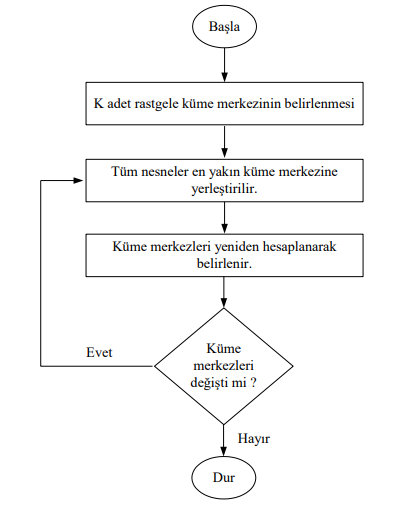 Başla
K adet rastgele küme merkezinin belirlenmesi
Tüm nesneler en yakın küme merkezine
yerleştirilir.
Küme merkezleri yeniden hesaplanarak
belirlenir.
Küme
merkezleri
değişti mi ?
Evet
Hayır
Dur